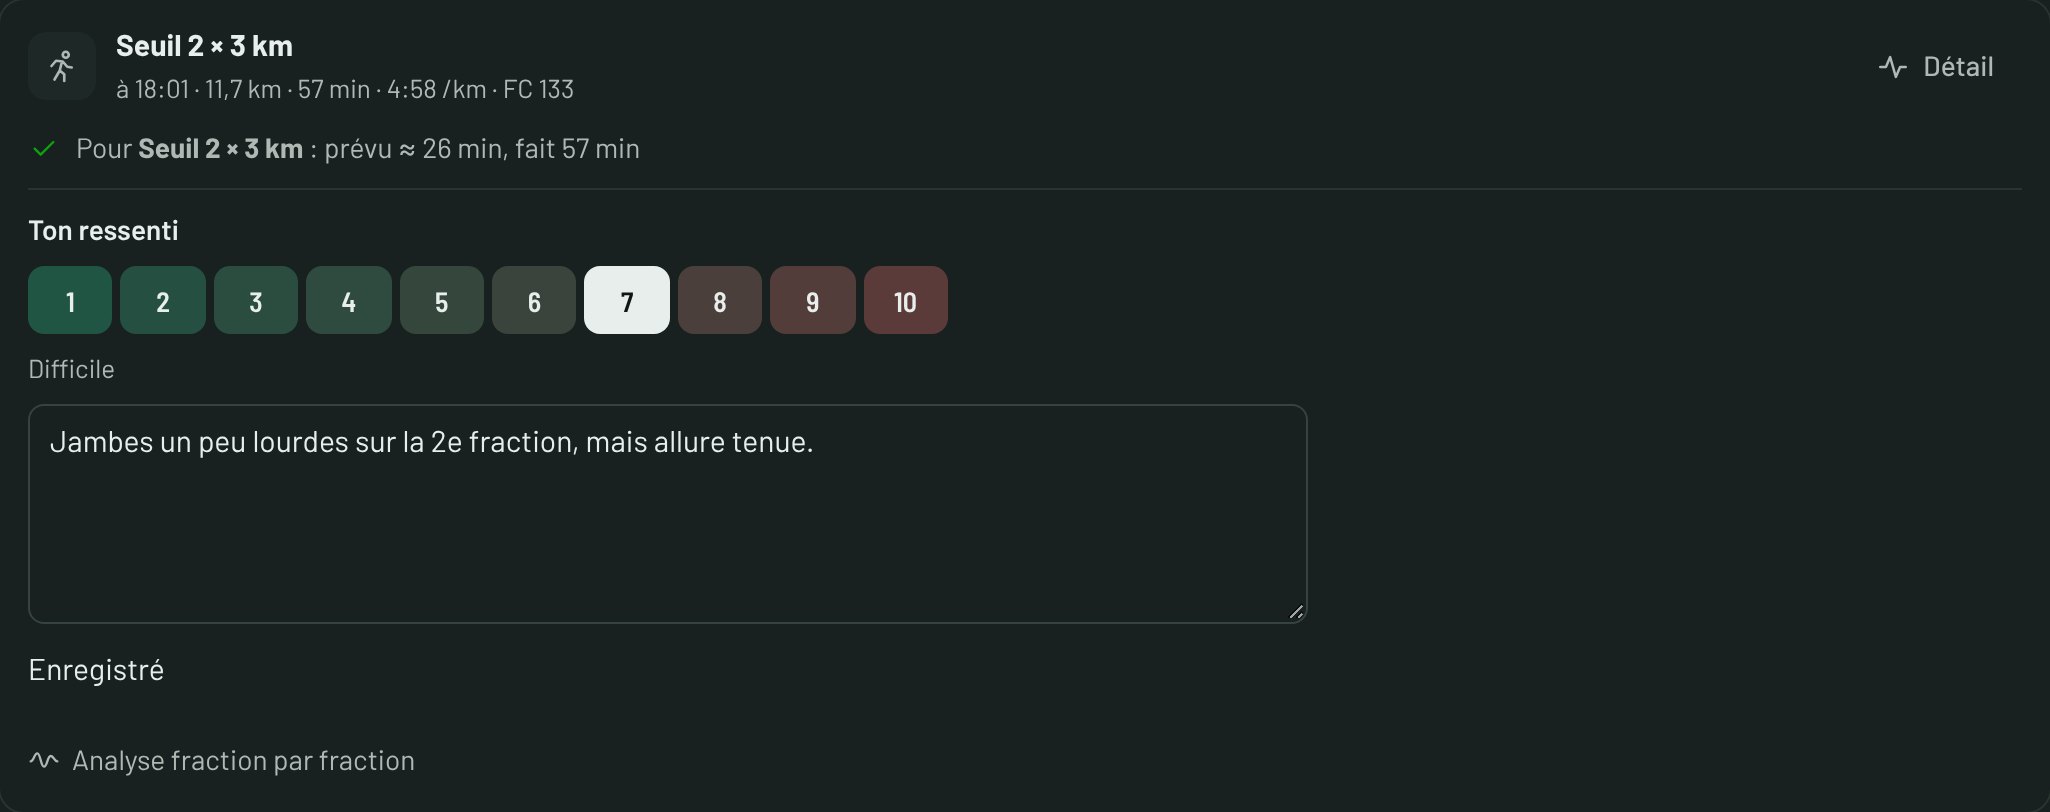 Seuil 2 × 3 km
à 18:01 · 11,7 km · 57 min · 4:58 /km · FC 133
Détail
Pour Seuil 2 × 3 km : prévu ≈ 26 min, fait 57 min
Ton ressenti
1 2 3 4 5 6 7 8 9 10
Difficile
Jambes un peu lourdes sur la 2e fraction, mais allure tenue.
Enregistré
Analyse fraction par fraction